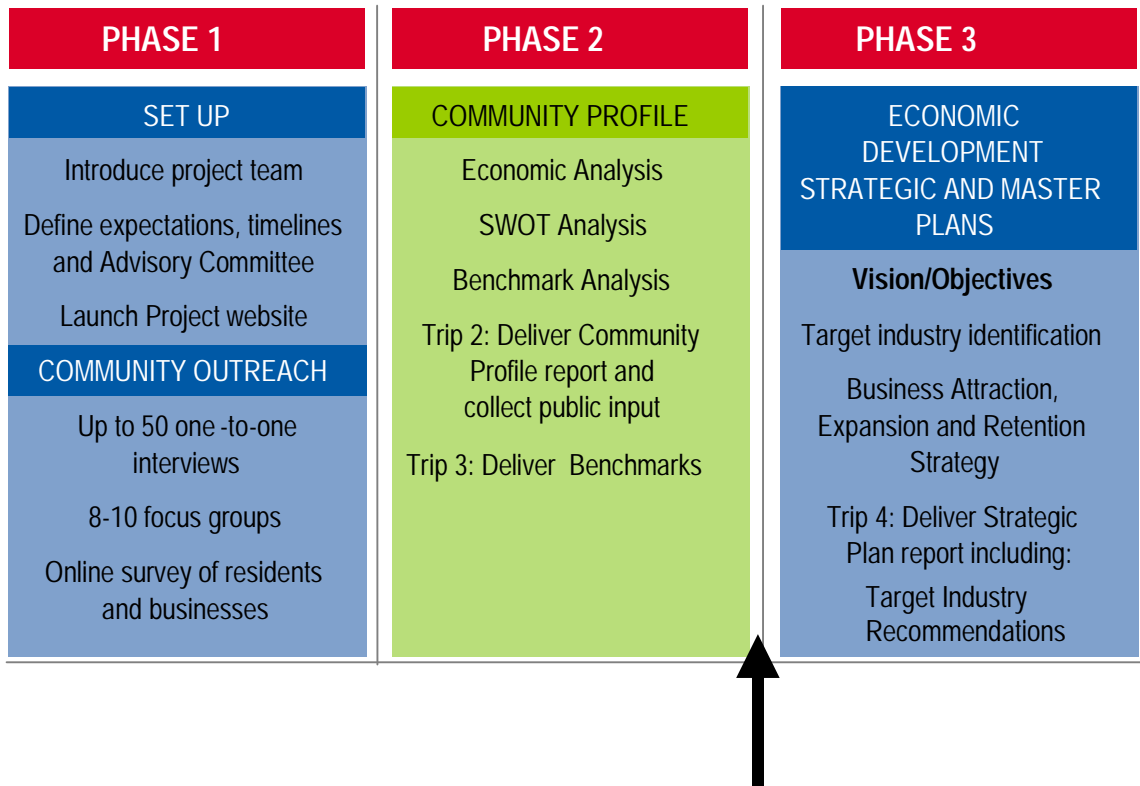 PHASE 1
SET UP
Introduce project team
Define expectations, timelines
and Advisory Committee
Launch Project website
COMMUNITY OUTREACH
Up to 50 one -to-one
interviews
8-10 focus groups
Online survey of residents
and businesses
PHASE 2
COMMUNITY PROFILE
Economic Analysis
SWOT Analysis
Benchmark Analysis
Trip 2: Deliver Community
Profile report and
collect public input
Trip 3: Deliver Benchmarks
PHASE 3
ECONOMIC
DEVELOPMENT
STRATEGIC AND MASTER
PLANS
Vision/Objectives
Target industry identification
Business Attraction,
Expansion and Retention
Strategy
Trip 4: Deliver Strategic
Plan report including:
Target Industry
Recommendations